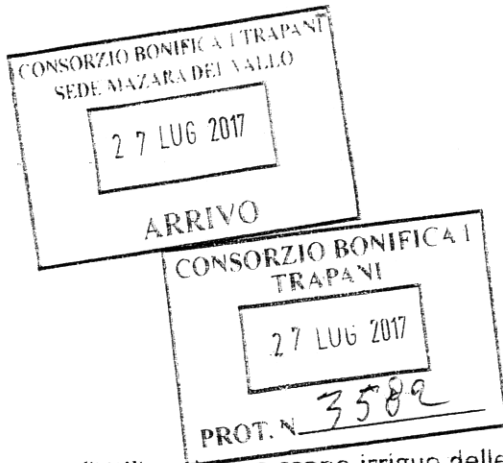 CONSORZIO BONIFICA 1 TRAPANI
SEDE MAZARA DEL VALLO
27 LUG 2017
ARRIVO
CONSORZIO BONIFICA 1
TRAPANI
27 LUG 2017
PROT. N. 3582
scopo irriguo delle